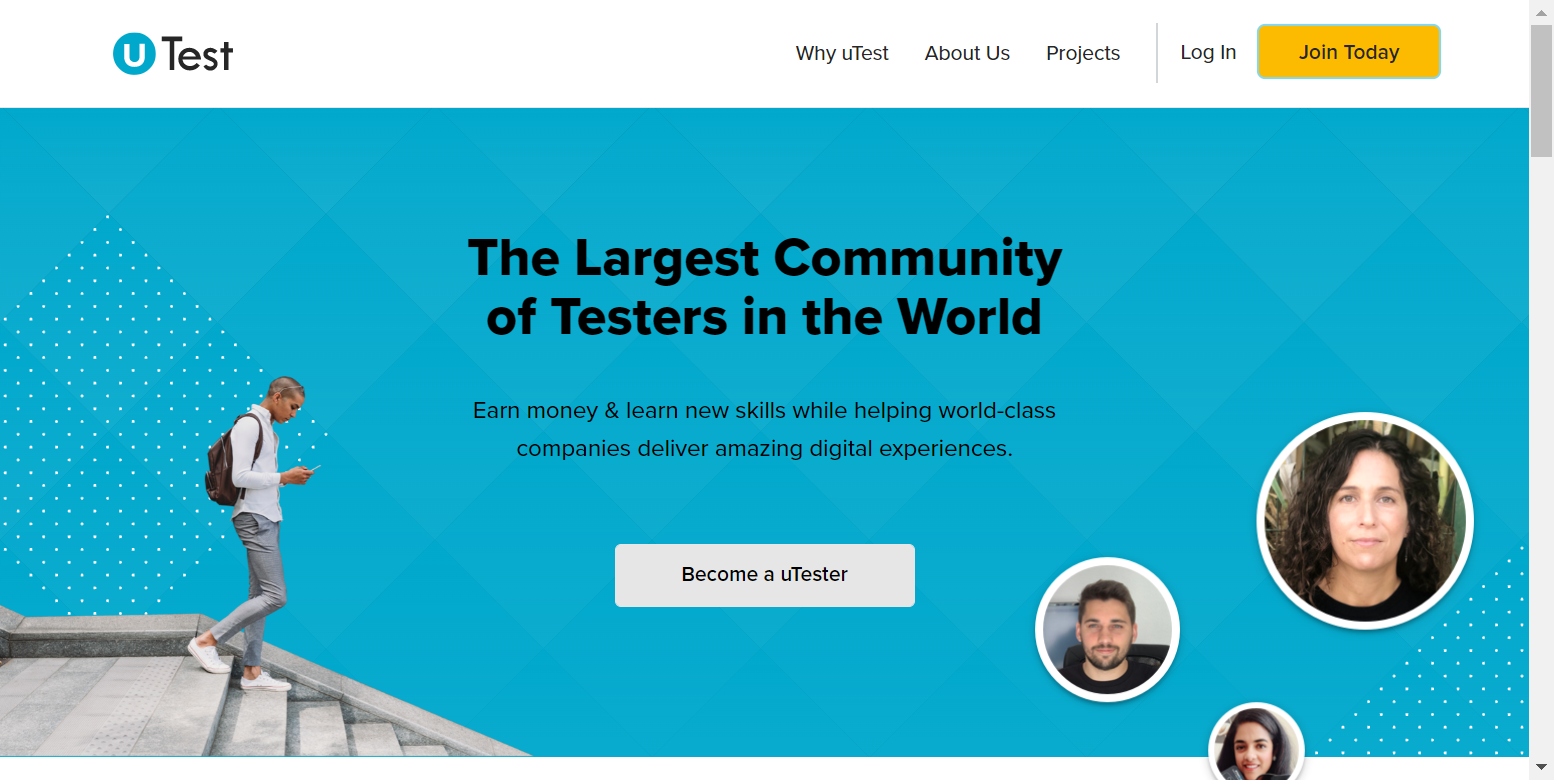 uTest
Why uTest
About Us
Projects
Log In
Join Today
The Largest Community
of Testers in the World
Earn money & learn new skills while helping world-class
companies deliver amazing digital experiences.
Become a uTester